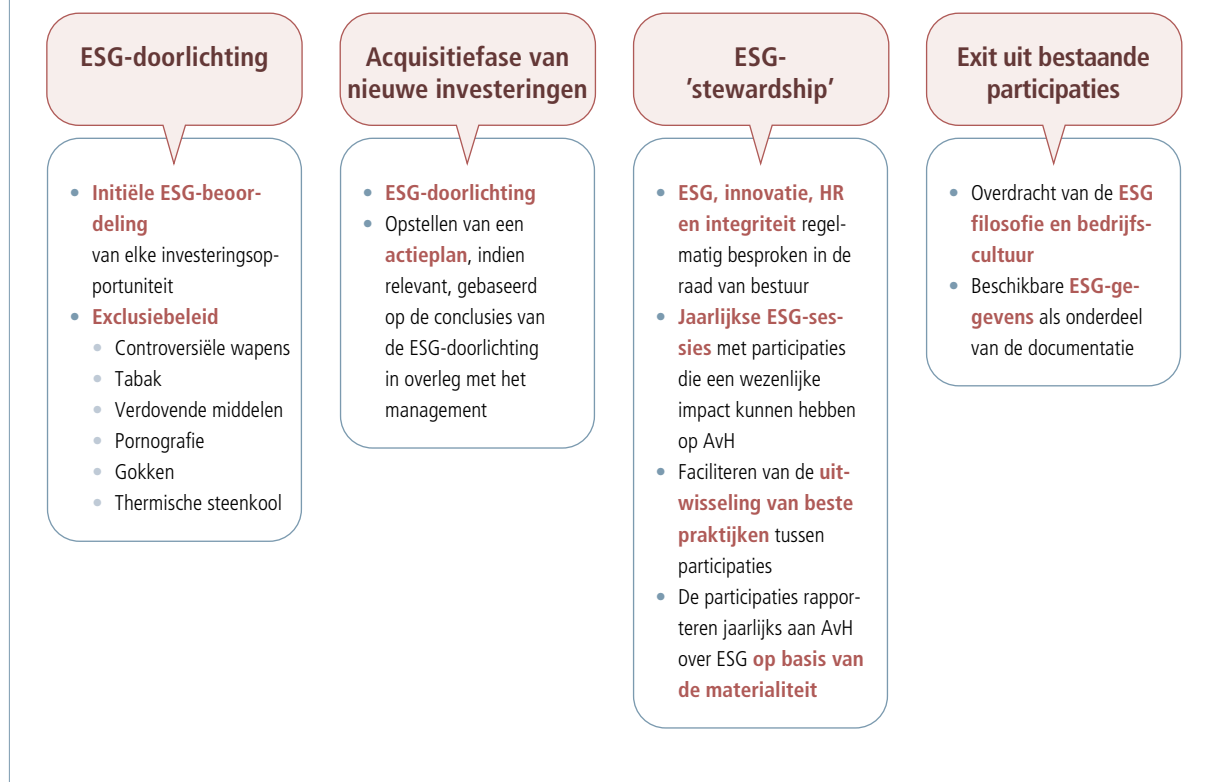 ESG-doorlichting
• Initiële ESG-beoor-
deling
van elke investeringsop-
portuniteit
• Exclusiebeleid
• Controversiële wapens
• Tabak
• Verdovende middelen
• Pornografie
• Gokken
• Thermische steenkool
Acquisitiefase van
nieuwe investeringen
• ESG-doorlichting
• Opstellen van een
actieplan, indien
relevant, gebaseerd
op de conclusies van
de ESG-doorlichting
in overleg met het
management
ESG-
'stewardship’
• ESG, innovatie, HR
en integriteit regel-
matig besproken in de
raad van bestuur
• Jaarlijkse ESG-ses-
sies met participaties
die een wezenlijke
impact kunnen hebben
op AvH
• Faciliteren van de uit-
wisseling van beste
praktijken tussen
participaties
• De participaties rappor-
teren jaarlijks aan AvH
over ESG op basis van
de materialiteit
Exit uit bestaande
participaties
• Overdracht van de ESG
filosofie en bedrijfs-
cultuur
• Beschikbare ESG-ge-
gevens als onderdeel
van de documentatie